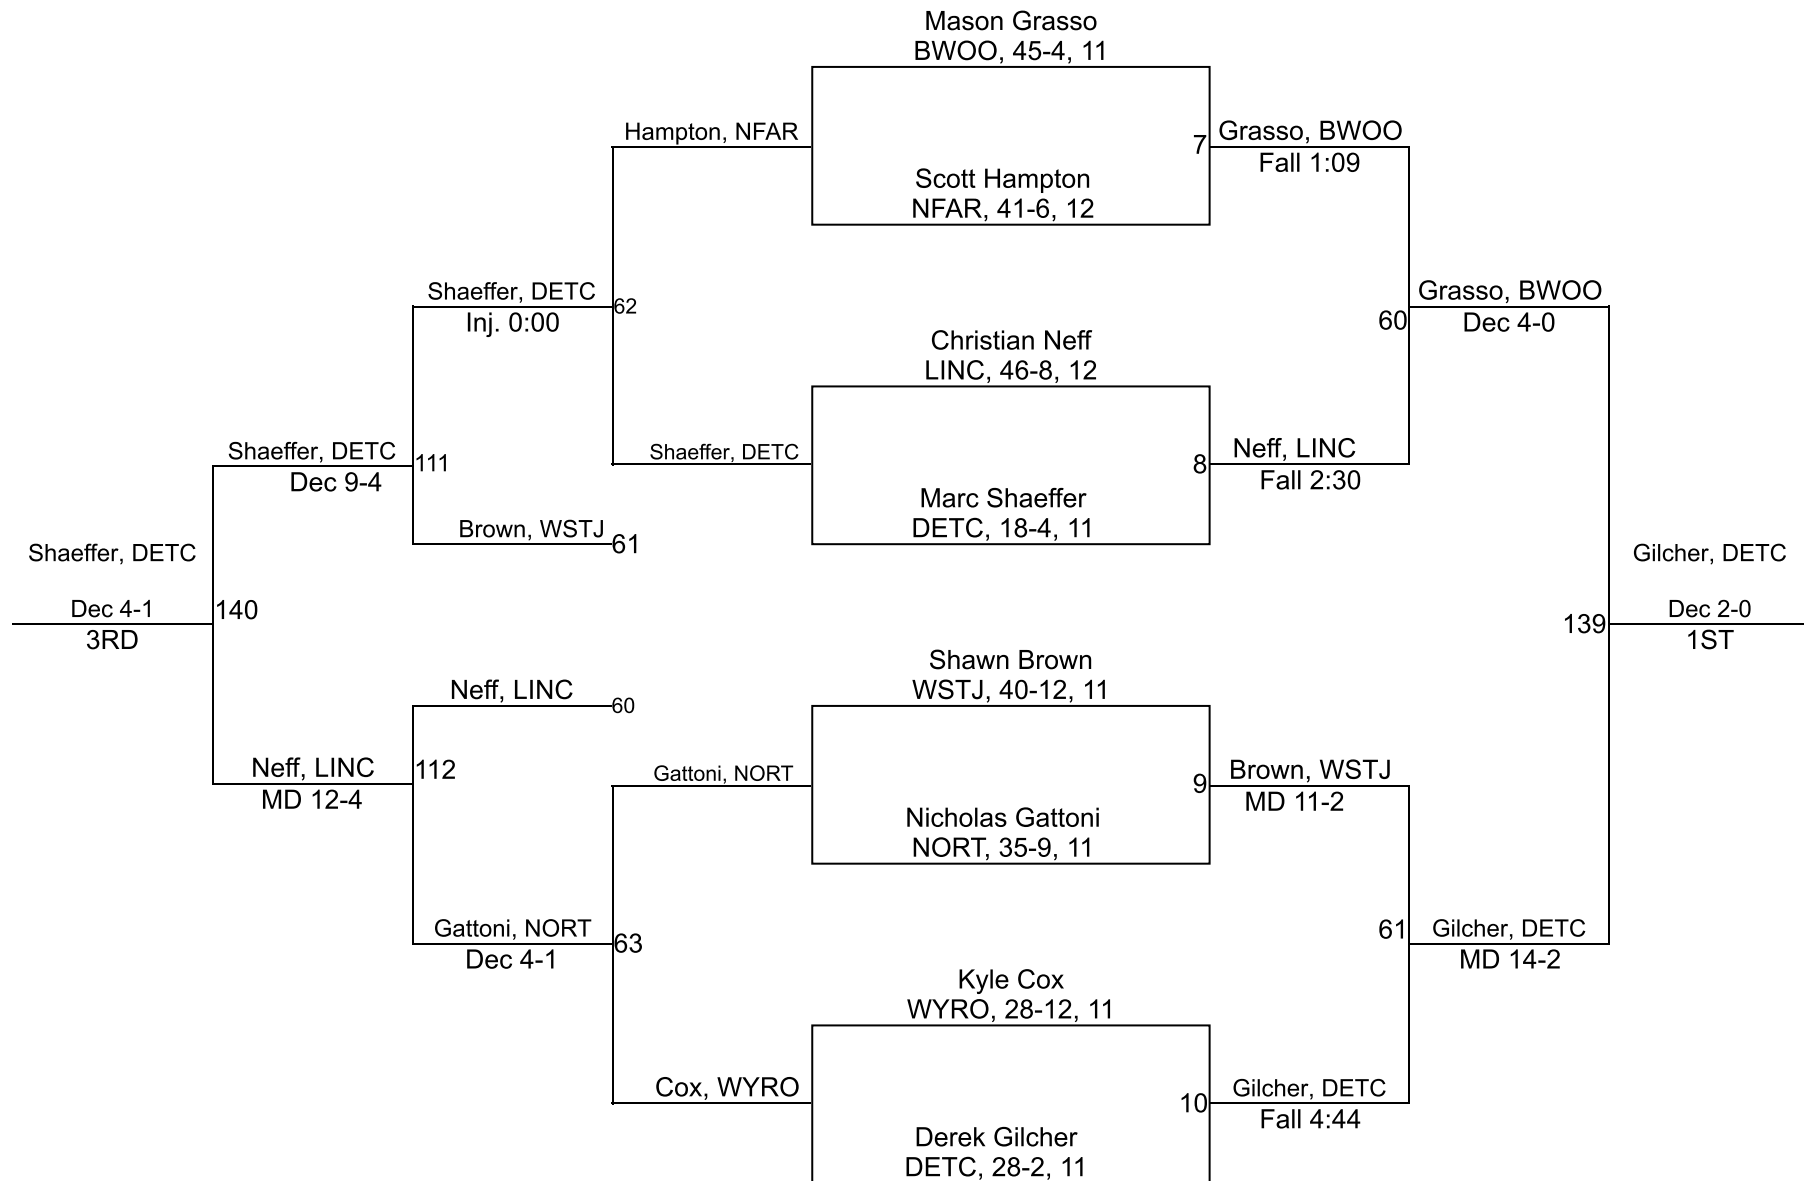 Mason Grasso
BWOO, 45-4, 11
Hampton, NFAR
7
Grasso, BWOO
Fall 1:09
Scott Hampton
NFAR, 41-6, 12
Shaeffer, DETC
Inj. 0:00
62
Grasso, BWOO
Dec 4-0
60
Christian Neff
LINC, 46-8, 12
Shaeffer, DETC
Dec 9-4
111
Shaeffer, DETC
8
Neff, LINC
Fall 2:30
Marc Shaeffer
DETC, 18-4, 11
Brown, WSTJ
61
Shaeffer, DETC
Dec 4-1
3RD
140
Gilcher, DETC
Dec 2-0
1ST
139
Shawn Brown
WSTJ, 40-12, 11
Neff, LINC
60
Neff, LINC
MD 12-4
112
Gattoni, NORT
9
Brown, WSTJ
MD 11-2
Nicholas Gattoni
NORT, 35-9, 11
Gattoni, NORT
Dec 4-1
63
61
Gilcher, DETC
MD 14-2
Kyle Cox
WYRO, 28-12, 11
Cox, WYRO
10
Gilcher, DETC
Fall 4:44
Derek Gilcher
DETC, 28-2, 11